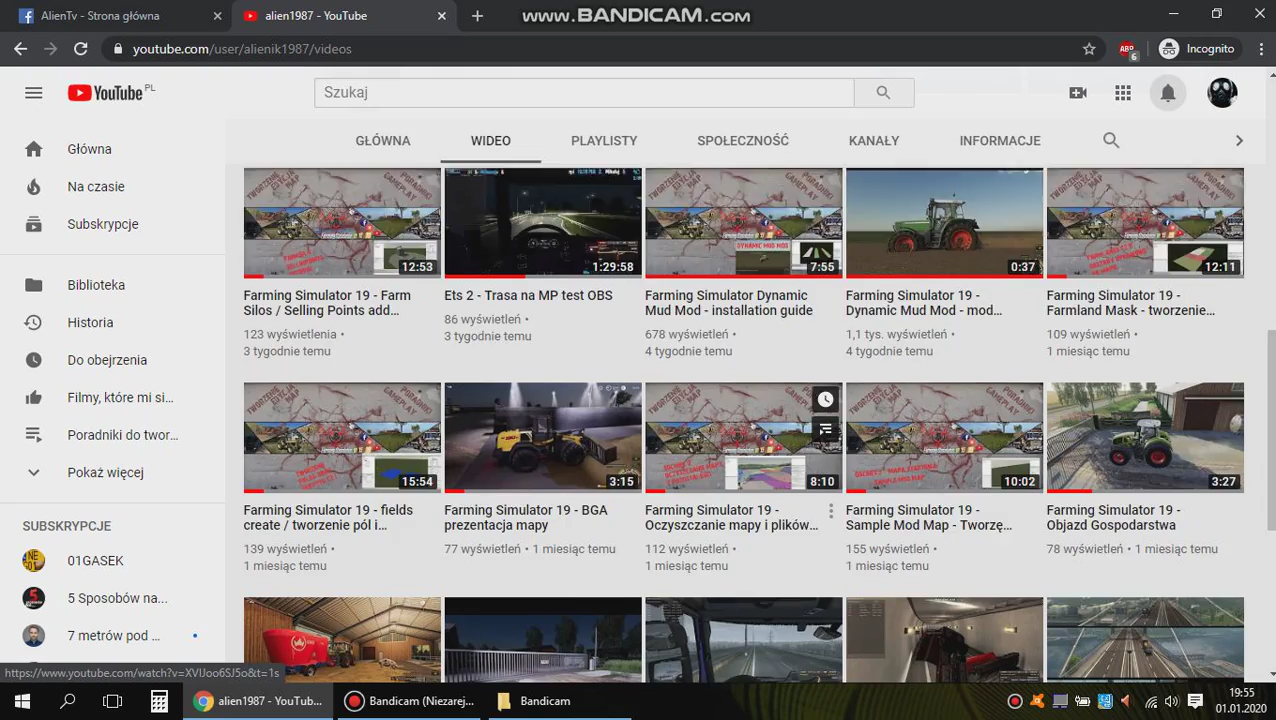 AlienTv - Strona główna
alien1987 - YouTube
www.BANDICAM.com
youtube.com/user/alienik1987/videos
ABP
6
Incognito
YouTube PL
Szukaj
GŁÓWNA
WIDEO
PLAYLISTY
SPOŁECZNOŚĆ
KANAŁY
INFORMACJE
Główna
Na czasie
Subskrypcje
Biblioteka
Historia
Do obejrzenia
Filmy, które mi si...
Poradniki do twor...
Pokaż więcej
SUBSKRYPCJE
01GASEK
5 Sposobów na...
7 metrów pod ...
12:53
1:29:58
DYNAMIC MUD MOD
7:55
0:37
12:11
Farming Simulator 19 - Farm
Silos / Selling Points add...
123 wyświetlenia •
3 tygodnie temu
Ets 2 - Trasa na MP test OBS
86 wyświetleń •
3 tygodnie temu
Farming Simulator Dynamic
Mud Mod - installation guide
678 wyświetleń •
4 tygodnie temu
Farming Simulator 19 -
Dynamic Mud Mod - mod...
1,1 tys. wyświetleń •
4 tygodnie temu
Farming Simulator 19 -
Farmland Mask - tworzenie...
109 wyświetleń •
1 miesiąc temu
15:54
3:15
8:10
10:02
3:27
Farming Simulator 19 - fields
create / tworzenie pól i...
139 wyświetleń •
1 miesiąc temu
Farming Simulator 19 - BGA
prezentacja mapy
77 wyświetleń • 1 miesiąc temu
Farming Simulator 19 -
Oczyszczanie mapy i plików...
112 wyświetleń •
1 miesiąc temu
Farming Simulator 19 -
Sample Mod Map - Tworzę...
155 wyświetleń •
1 miesiąc temu
Farming Simulator 19 -
Objazd Gospodarstwa
78 wyświetleń • 1 miesiąc temu
https://www.youtube.com/watch?v=XVIJoo6SJ5o&t=1s
alien1987 - YouTub...
Bandicam (Niezarej...
Bandicam
19:55
01.01.2020